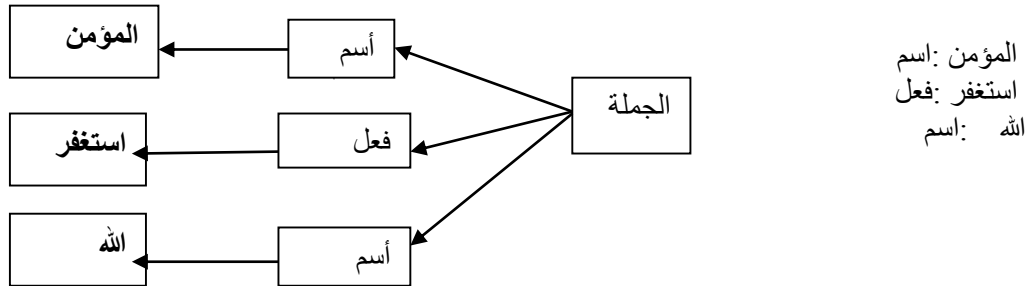 المؤمن :اسم
استغفر :فعل
الله :اسم
الجملة
أسم
المؤمن
فعل
استغفر
أسم
الله